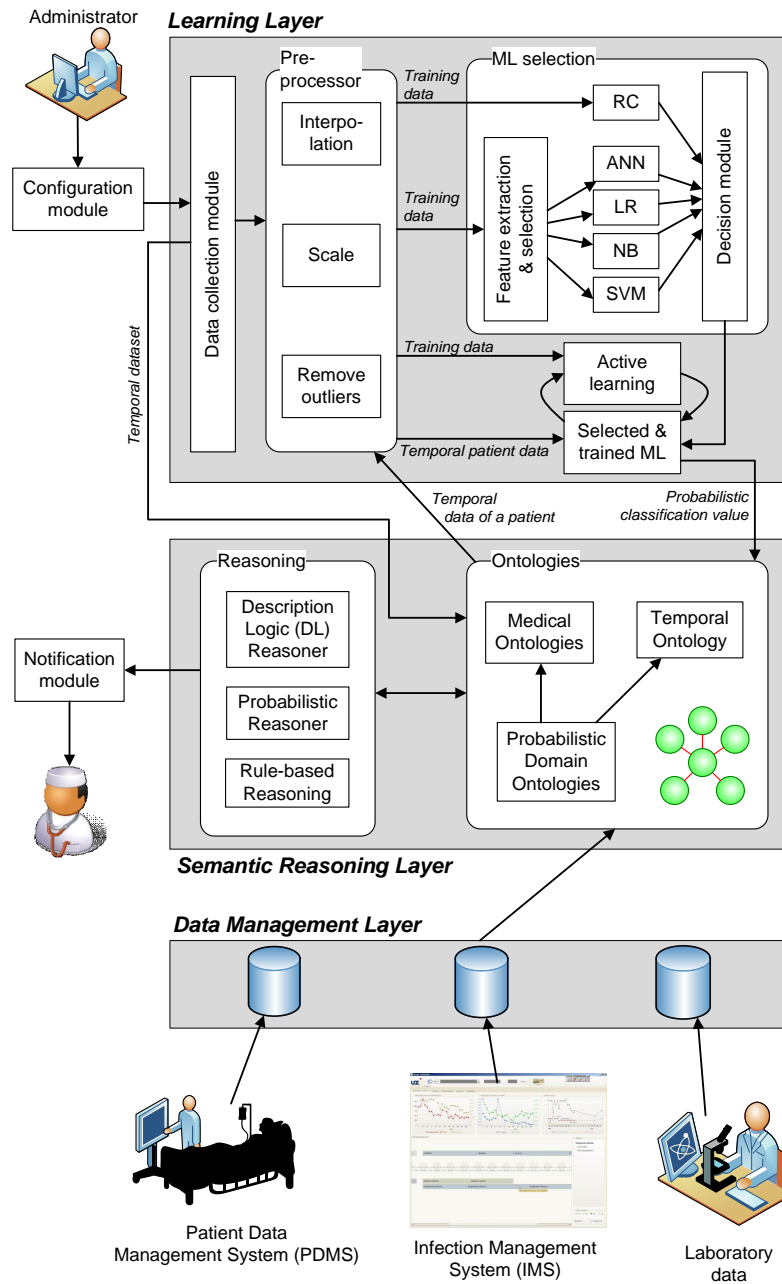 Administrator
Learning Layer
Pre-
processor
Training
data
ML selection
Interpo-
lation
RC
Configuration
module
Data collection module
Training
data
Feature extraction
& selection
ANN
LR
NB
SVM
Decision module
Scale
Temporal dataset
Training data
Active
learning
Remove
outliers
Temporal patient data
Selected &
trained ML
Temporal
data of a patient
Probabilistic
classification value
Reasoning
Ontologies
Description
Logic (DL)
Reasoner
Medical
Ontologies
Temporal
Ontology
Notification
module
Probabilistic
Reasoner
Probabilistic
Domain
Ontologies
Rule-based
Reasoning
Semantic Reasoning Layer
Data Management Layer
Patient Data
Management System (PDMS)
Infection Management
System (IMS)
Laboratory
data